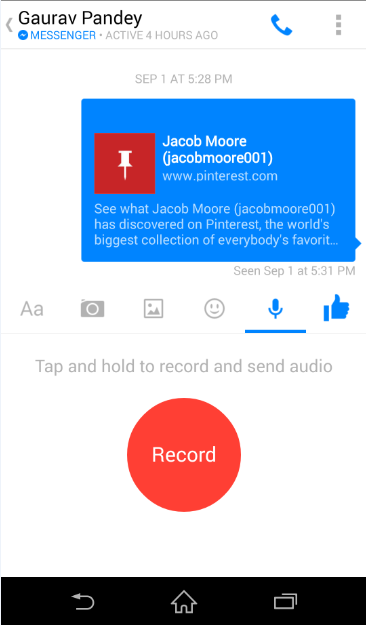 Gaurav Pandey
MESSENGER • ACTIVE 4 HOURS AGO
SEP 1 AT 5:28 PM
Jacob Moore
(jacobmoore001)
www.pinterest.com
See what Jacob Moore (jacobmoore001)
has discovered on Pinterest, the world's
biggest collection of everybody's favorit...
Seen Sep 1 at 5:31 PM
Aa
Tap and hold to record and send audio
Record